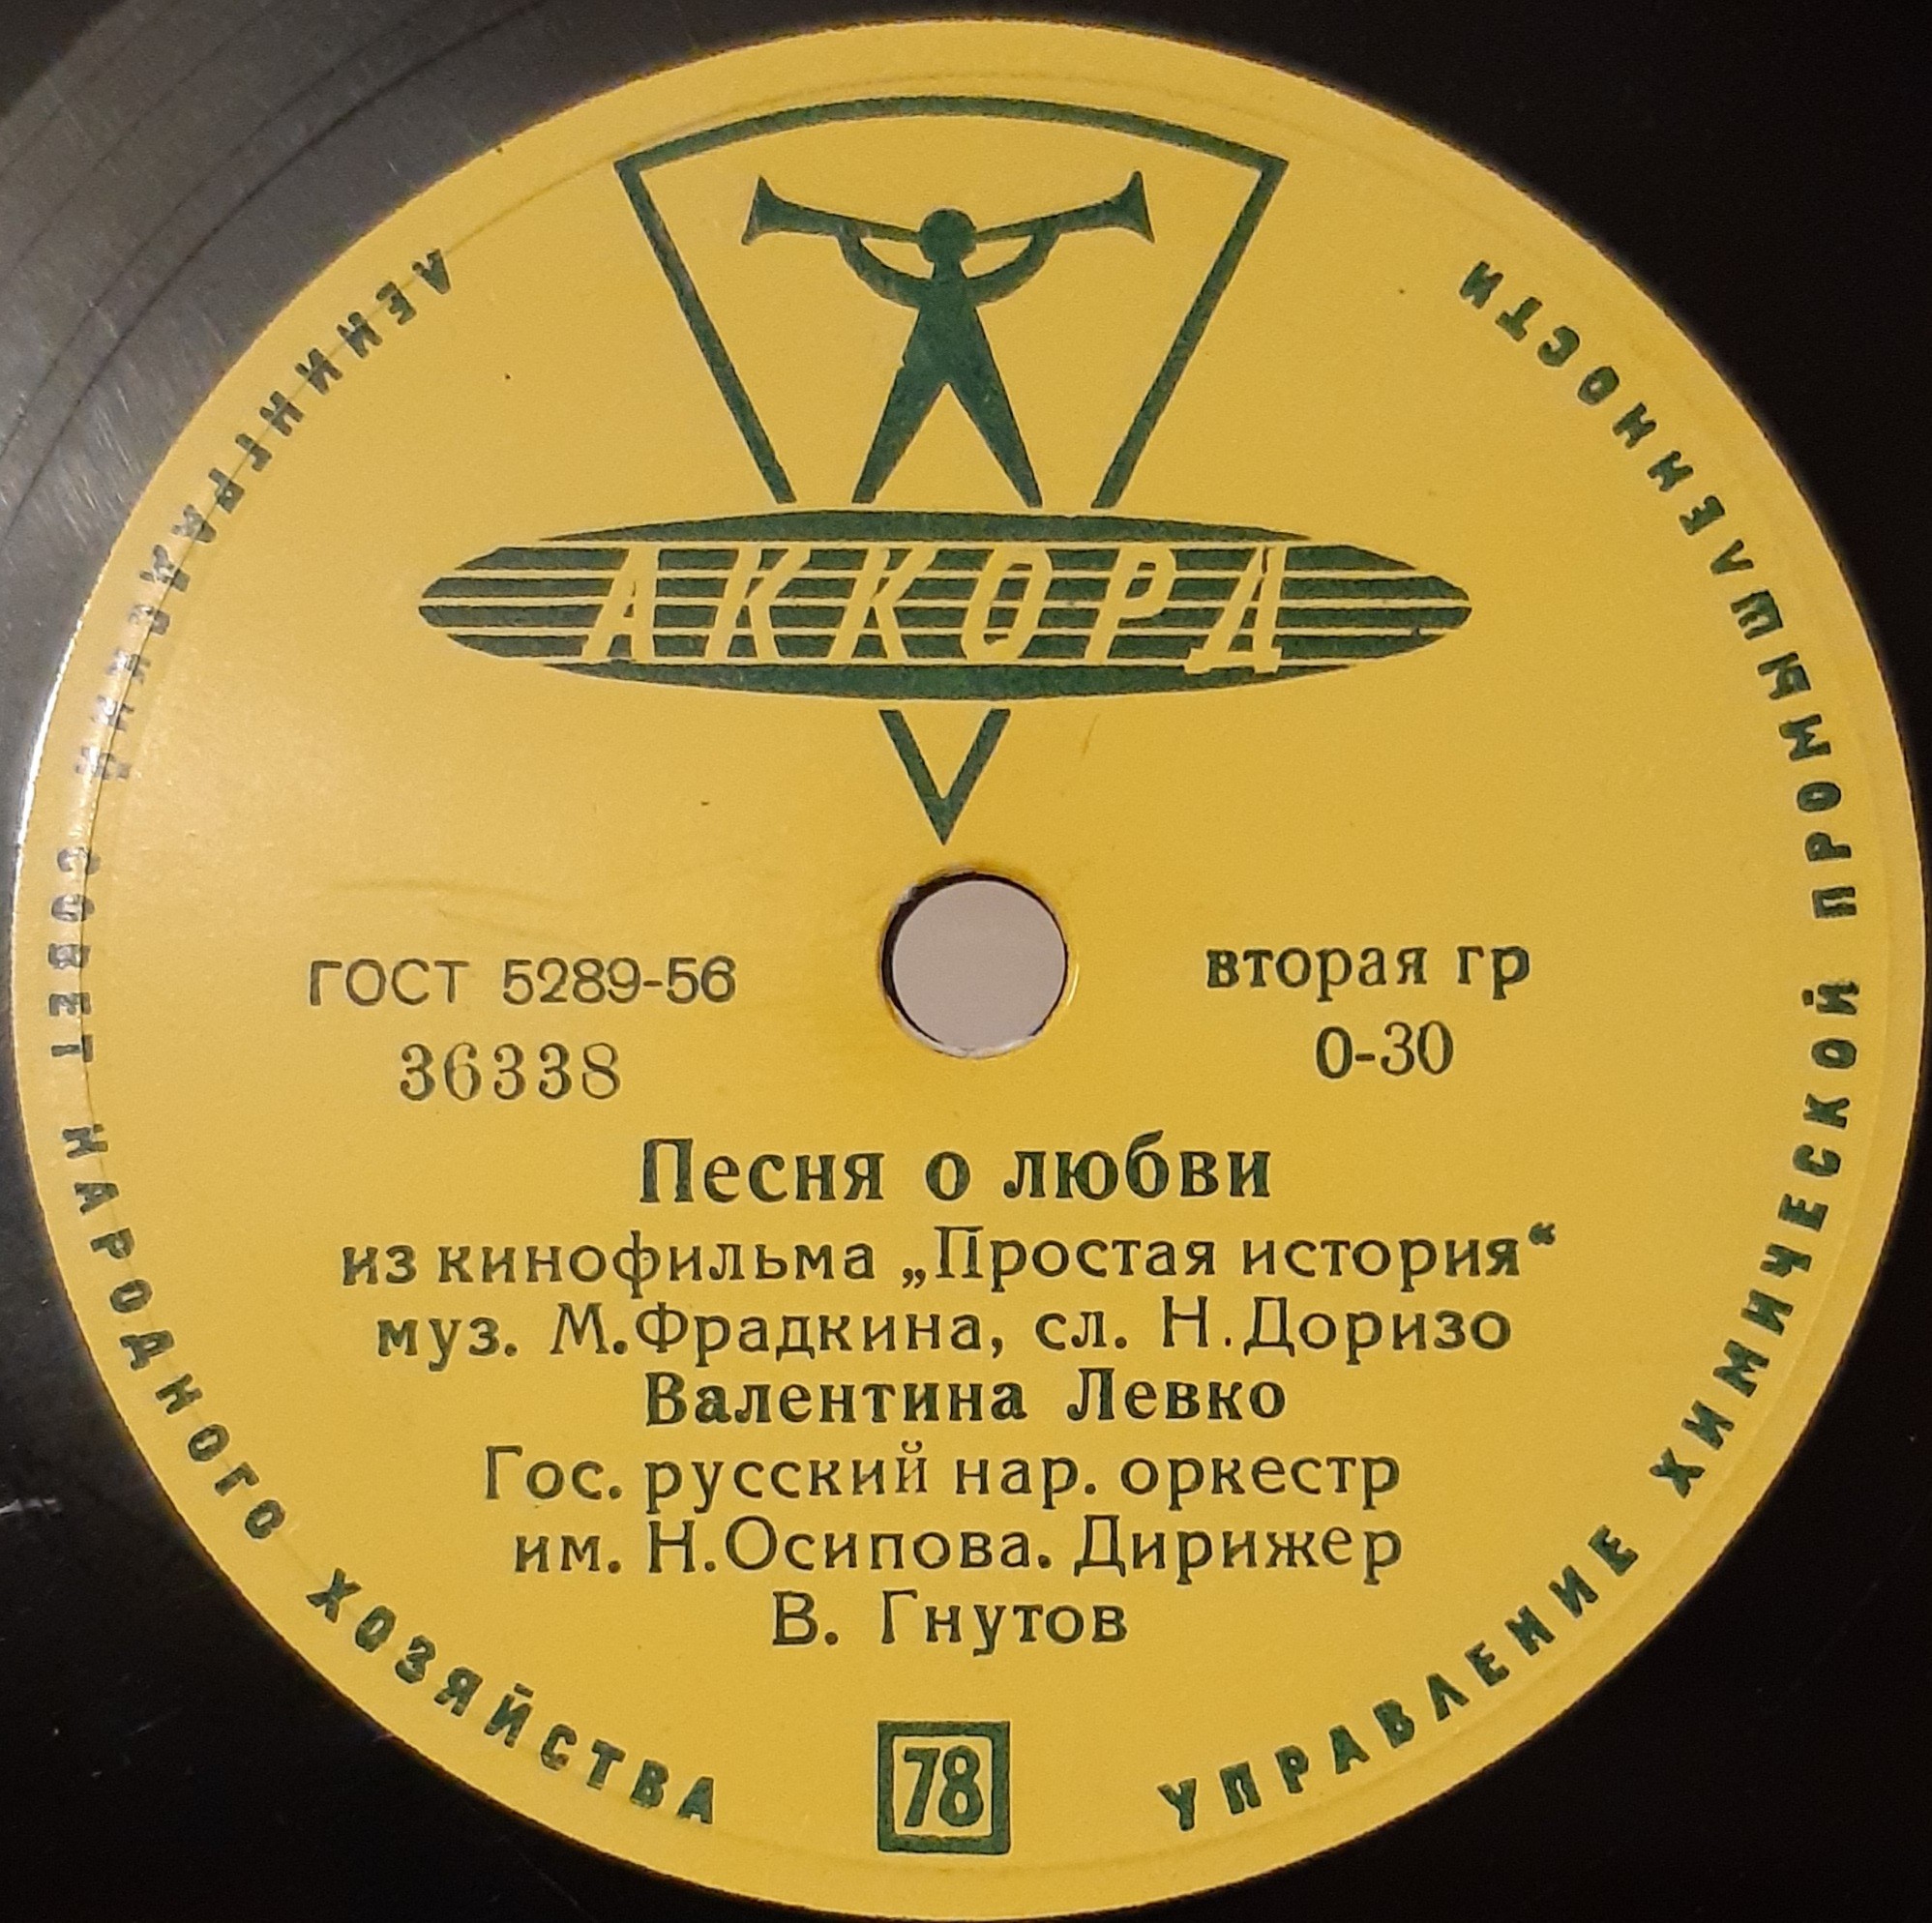 АККОРД
ЛЕНИНГРАДСКИЙ СОВЕТ НАРОДНОГО ХОЗЯЙСТВА
УПРАВЛЕНИЕ ХИМИЧЕСКОЙ ПРОМЫШЛЕННОСТИ
ГОСТ 5289-56
36338
вторая гр
0-30
Песня о любви
из кинофильма „Простая история“
муз. М.Фрадкина, сл. Н.Доризо
Валентина Левко
Гос. русский нар. оркестр
им. Н.Осипова. Дирижер
В. Гнутов
78